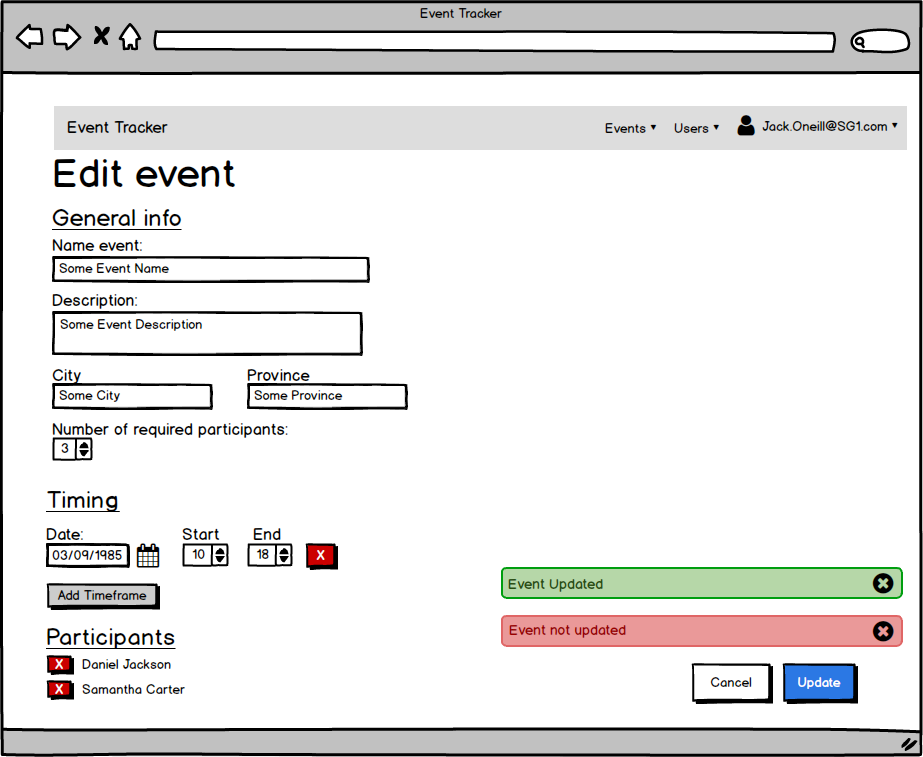 Event Tracker
Event Tracker Events Users Jack.Oneill@SG1.com
Edit event
General info
Name event:
Some Event Name
Description:
Some Event Description
City Province
Some City Some Province
Number of required participants:
3
Timing
Date: Start End
03/09/1985 10 18 X
Add Timeframe
Event Updated
Event not updated
Participants
X Daniel Jackson
X Samantha Carter
Cancel Update